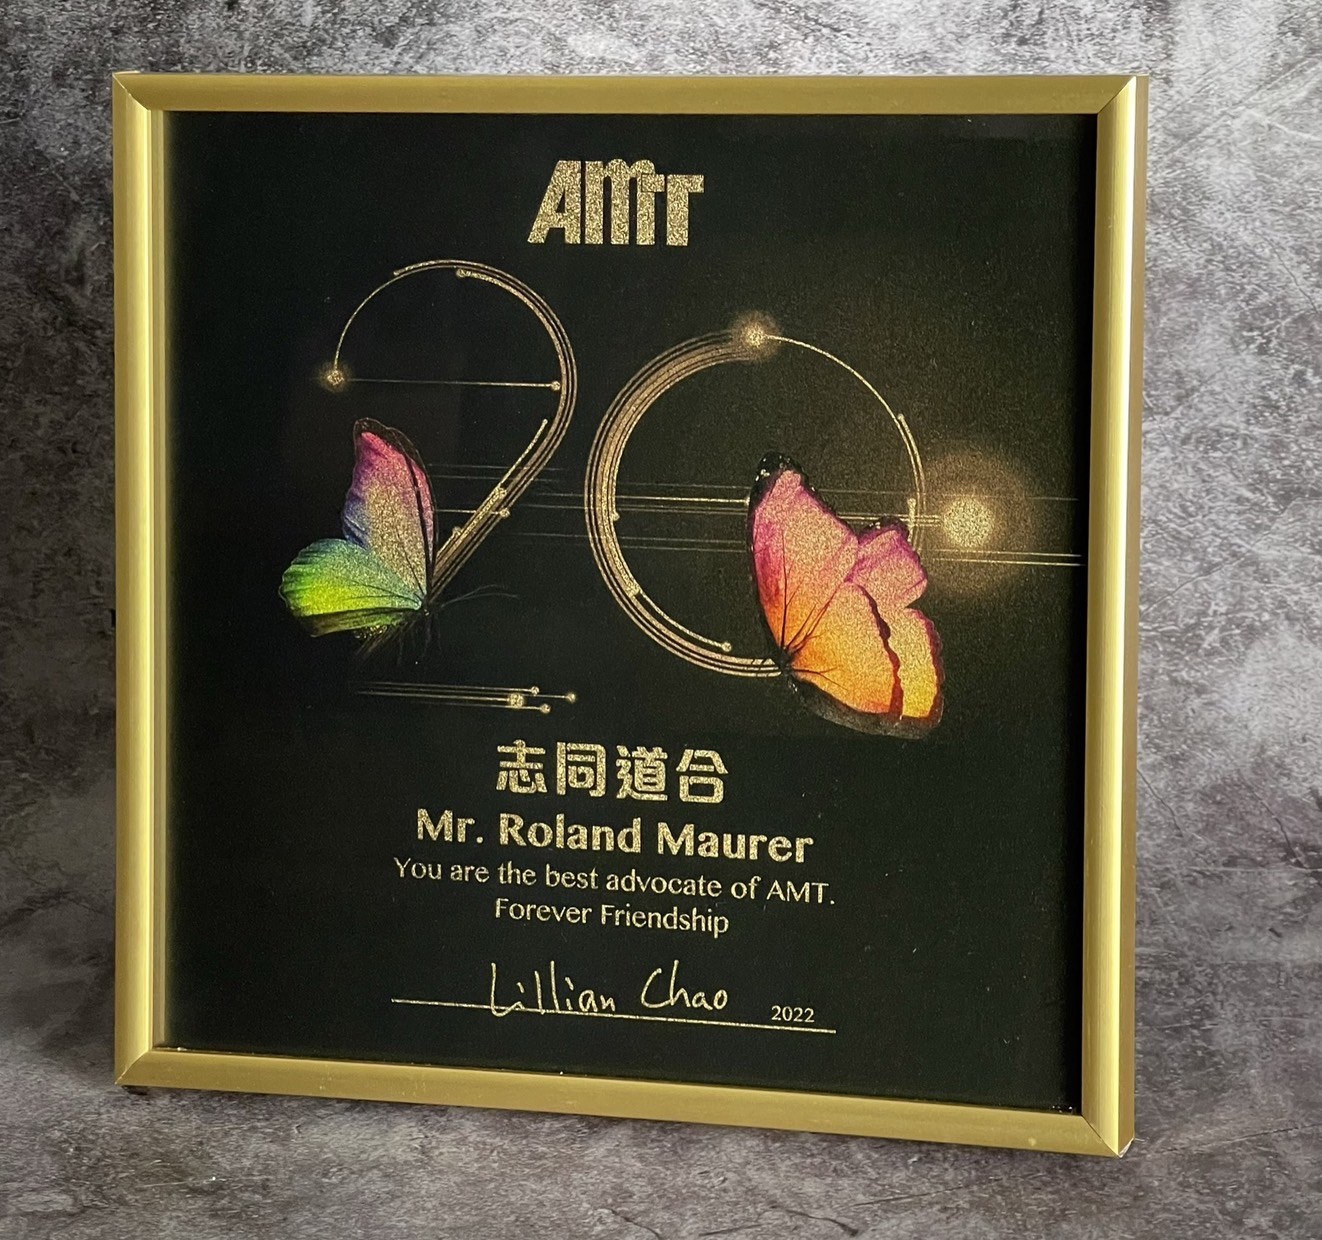 AMT
20
志同道合
Mr. Roland Maurer
You are the best advocate of AMT.
Forever Friendship
Lillian Chao 2022